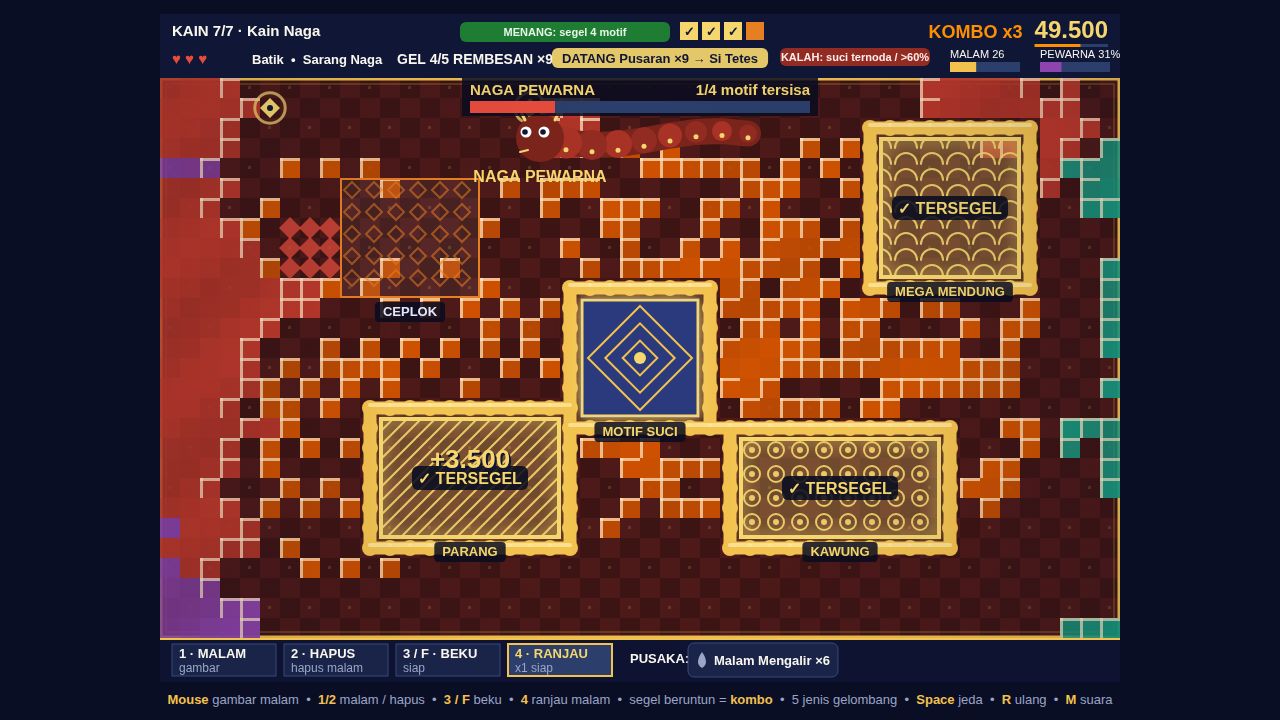 KAIN 7/7 · Kain Naga
MENANG: segel 4 motif
✓ ✓ ✓
KOMBO x3
49.500
♥ ♥ ♥
Batik • Sarang Naga
GEL 4/5 REMBESAN ×9
DATANG Pusaran ×9 → Si Tetes
KALAH: suci ternoda / >60%
MALAM 26
PEWARNA 31%
NAGA PEWARNA
1/4 motif tersisa
NAGA PEWARNA
✓ TERSEGEL
MEGA MENDUNG
CEPLOK
MOTIF SUCI
+3.500
✓ TERSEGEL
PARANG
✓ TERSEGEL
KAWUNG
1 · MALAM
gambar
2 · HAPUS
hapus malam
3 / F · BEKU
siap
4 · RANJAU
x1 siap
PUSAKA:
Malam Mengalir ×6
Mouse gambar malam • 1/2 malam / hapus • 3 / F beku • 4 ranjau malam • segel beruntun = kombo • 5 jenis gelombang • Space jeda • R ulang • M suara